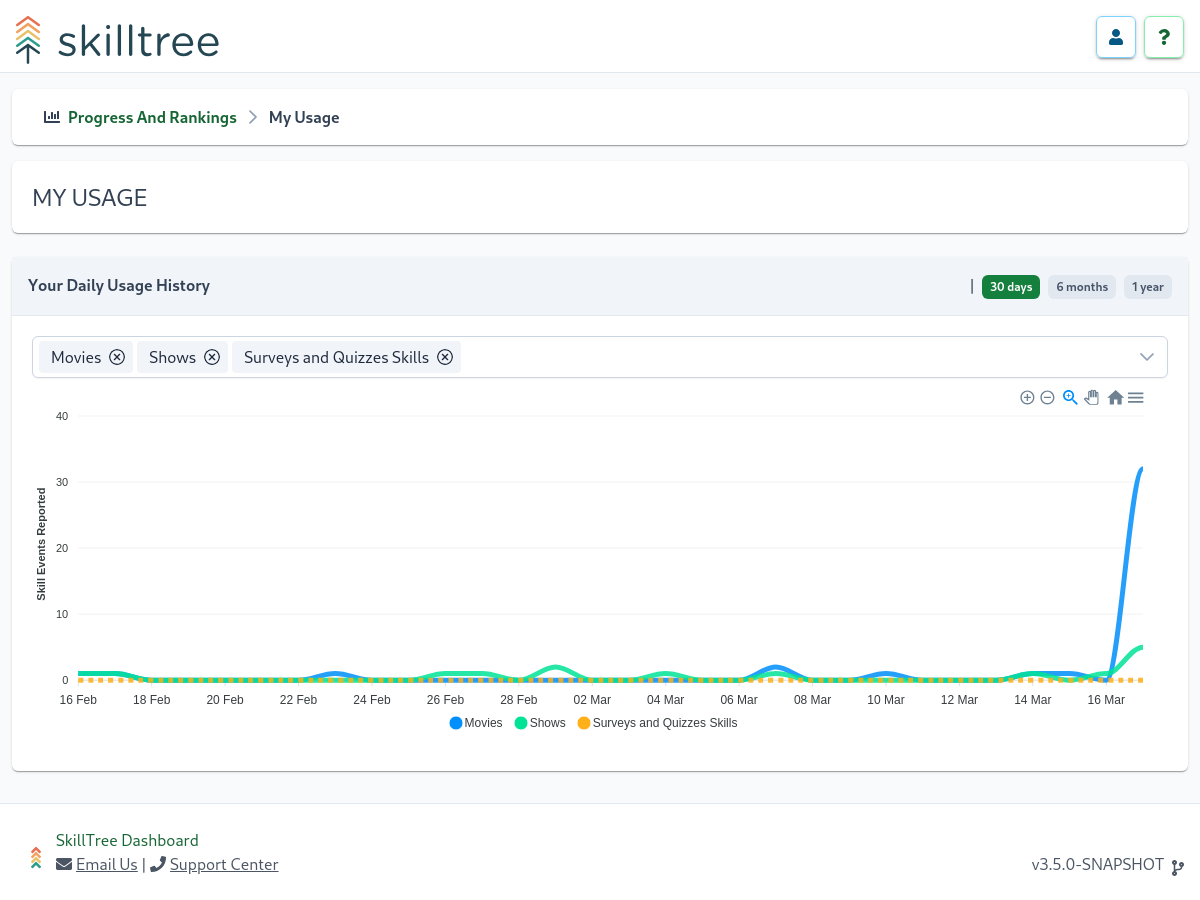 skilltree
?
Progress And Rankings > My Usage
MY USAGE
Your Daily Usage History | 30 days 6 months 1 year
Movies Shows Surveys and Quizzes Skills
Skill Events Reported
40
30
20
10
0
16 Feb 18 Feb 20 Feb 22 Feb 24 Feb 26 Feb 28 Feb 02 Mar 04 Mar 06 Mar 08 Mar 10 Mar 12 Mar 14 Mar 16 Mar
Movies Shows Surveys and Quizzes Skills
SkillTree Dashboard
Email Us | Support Center
v3.5.0-SNAPSHOT